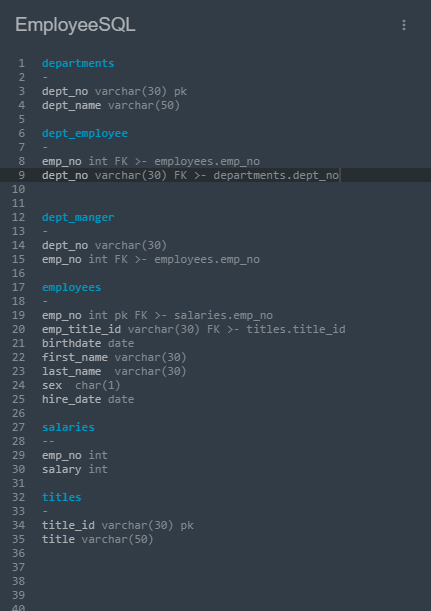 EmployeeSQL
1 departments
2 -
3 dept_no varchar(30) pk
4 dept_name varchar(50)
5
6 dept_employee
7 -
8 emp_no int FK >- employees.emp_no
9 dept_no varchar(30) FK >- departments.dept_no
10
11
12 dept_manger
13 -
14 dept_no varchar(30)
15 emp_no int FK >- employees.emp_no
16
17 employees
18 -
19 emp_no int pk FK >- salaries.emp_no
20 emp_title_id varchar(30) FK >- titles.title_id
21 birthdate date
22 first_name varchar(30)
23 last_name  varchar(30)
24 sex  char(1)
25 hire_date date
26
27 salaries
28 --
29 emp_no int
30 salary int
31
32 titles
33 -
34 title_id varchar(30) pk
35 title varchar(50)
36
37
38
39
40